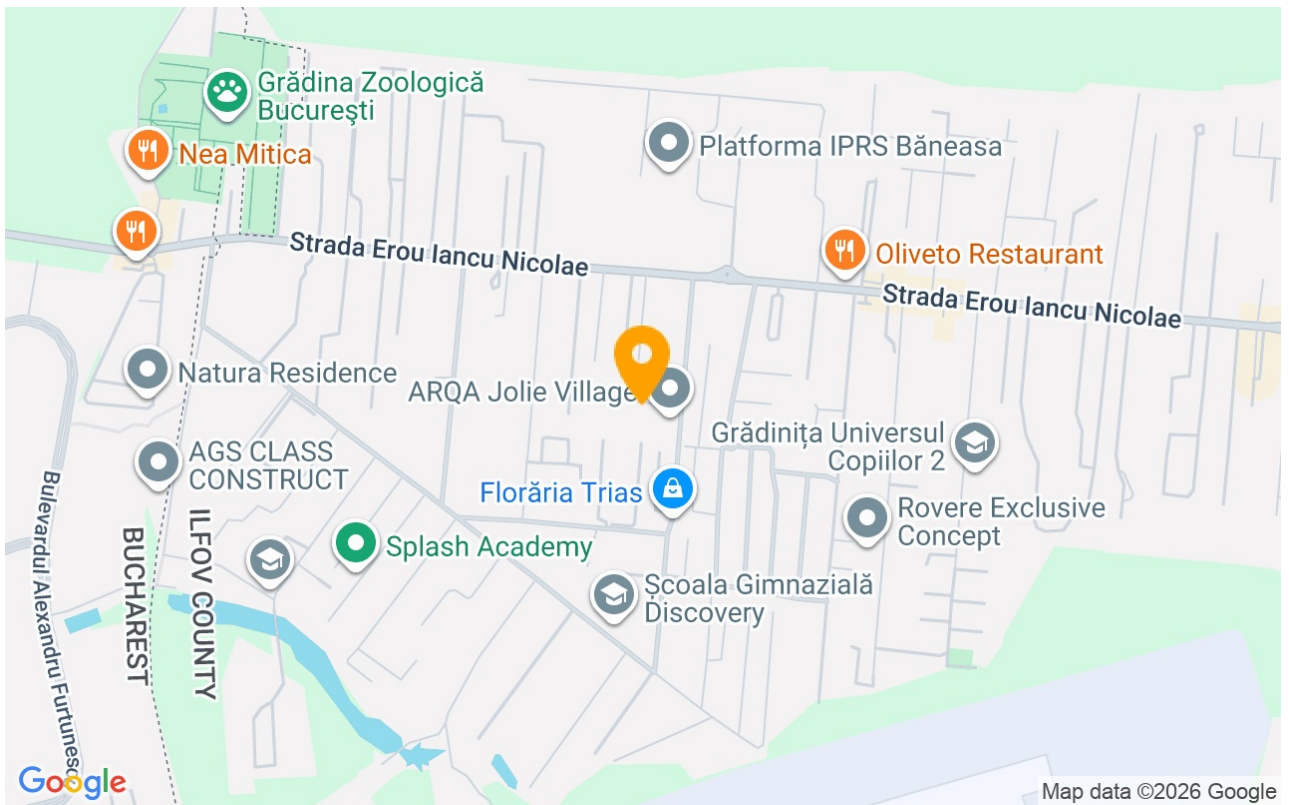 Grădina Zoologică
Bucureşti
Nea Mitica
Platforma IPRS Băneasa
Strada Erou Iancu Nicolae
Oliveto Restaurant
Strada Erou Iancu Nicolae
Natura Residence
ARQA Jolie Village
AGS CLASS
CONSTRUCT
Grădinița Universul
Copiilor 2
Florăria Trias
Rovere Exclusive
Concept
Splash Academy
Școala Gimnazială
Discovery
BUCHAREST
ILFOV COUNTY
Bulevardul Alexandru Furtunesc
Google
Map data ©2026 Google